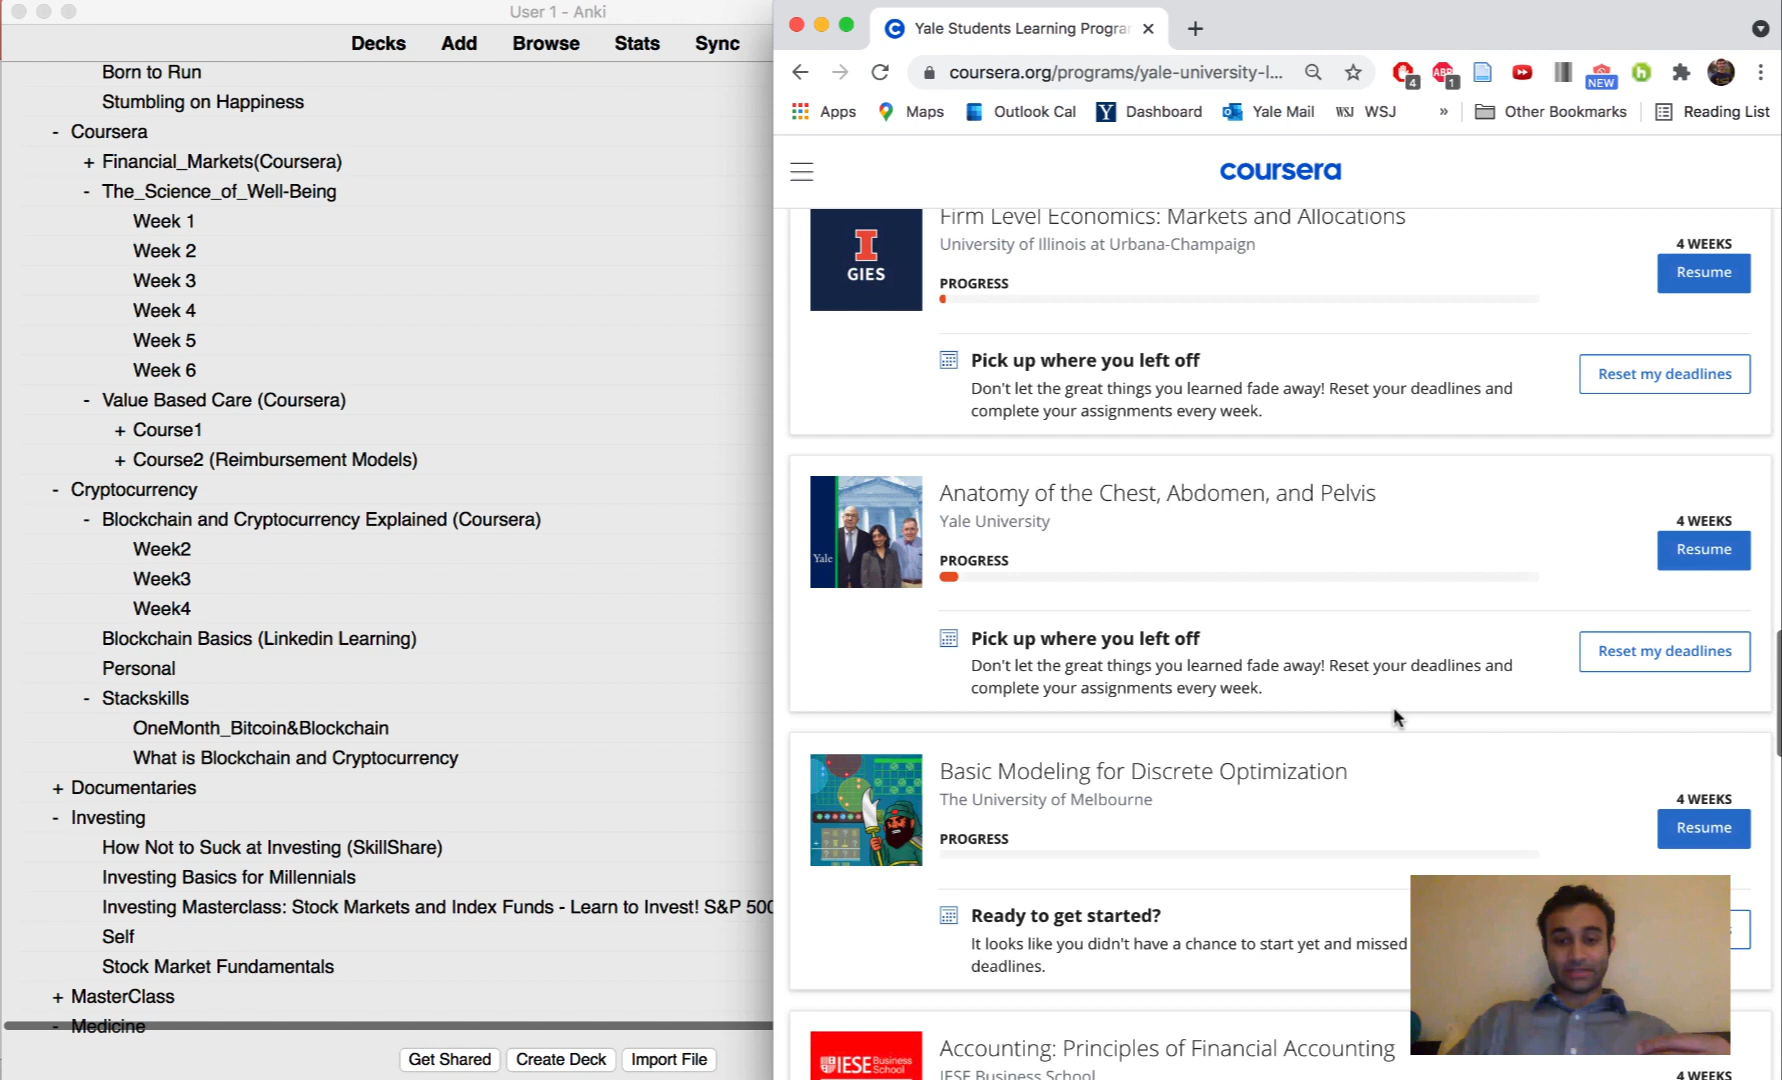 User 1 - Anki
Decks Add Browse Stats Sync
Born to Run
Stumbling on Happiness
- Coursera
+ Financial_Markets(Coursera)
- The_Science_of_Well-Being
Week 1
Week 2
Week 3
Week 4
Week 5
Week 6
- Value Based Care (Coursera)
+ Course1
+ Course2 (Reimbursement Models)
- Cryptocurrency
- Blockchain and Cryptocurrency Explained (Coursera)
Week2
Week3
Week4
Blockchain Basics (Linkedin Learning)
Personal
- Stackskills
OneMonth_Bitcoin&Blockchain
What is Blockchain and Cryptocurrency
+ Documentaries
- Investing
How Not to Suck at Investing (SkillShare)
Investing Basics for Millennials
Investing Masterclass: Stock Markets and Index Funds - Learn to Invest! S&P 500
Self
Stock Market Fundamentals
+ MasterClass
- Medicine
Get Shared Create Deck Import File
Yale Students Learning Progra
coursera.org/programs/yale-university-l...
4 ABP 1 NEW
Apps Maps Outlook Cal Y Dashboard Yale Mail WSJ WSJ » Other Bookmarks Reading List
coursera
Firm Level Economics: Markets and Allocations
University of Illinois at Urbana-Champaign
I
GIES
4 WEEKS
Resume
PROGRESS
Pick up where you left off
Don't let the great things you learned fade away! Reset your deadlines and
complete your assignments every week.
Reset my deadlines
Anatomy of the Chest, Abdomen, and Pelvis
Yale University
Yale
4 WEEKS
Resume
PROGRESS
Pick up where you left off
Don't let the great things you learned fade away! Reset your deadlines and
complete your assignments every week.
Reset my deadlines
Basic Modeling for Discrete Optimization
The University of Melbourne
4 WEEKS
Resume
PROGRESS
Ready to get started?
It looks like you didn't have a chance to start yet and missed
deadlines.
IESE Business School
Accounting: Principles of Financial Accounting
IESE Business School
4 WEEKS